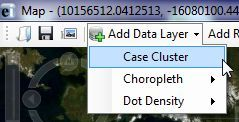 Map - (10156512.0412513, -16080100.44
Add Data Layer Add R
Case Cluster
Choropleth
Dot Density